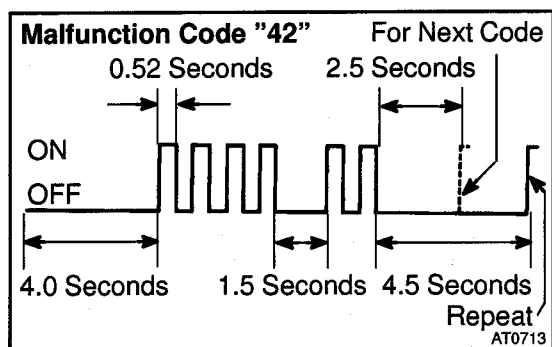 Malfunction Code "42"
For Next Code
0.52 Seconds
2.5 Seconds
ON
OFF
4.0 Seconds
1.5 Seconds
4.5 Seconds
Repeat
AT0713